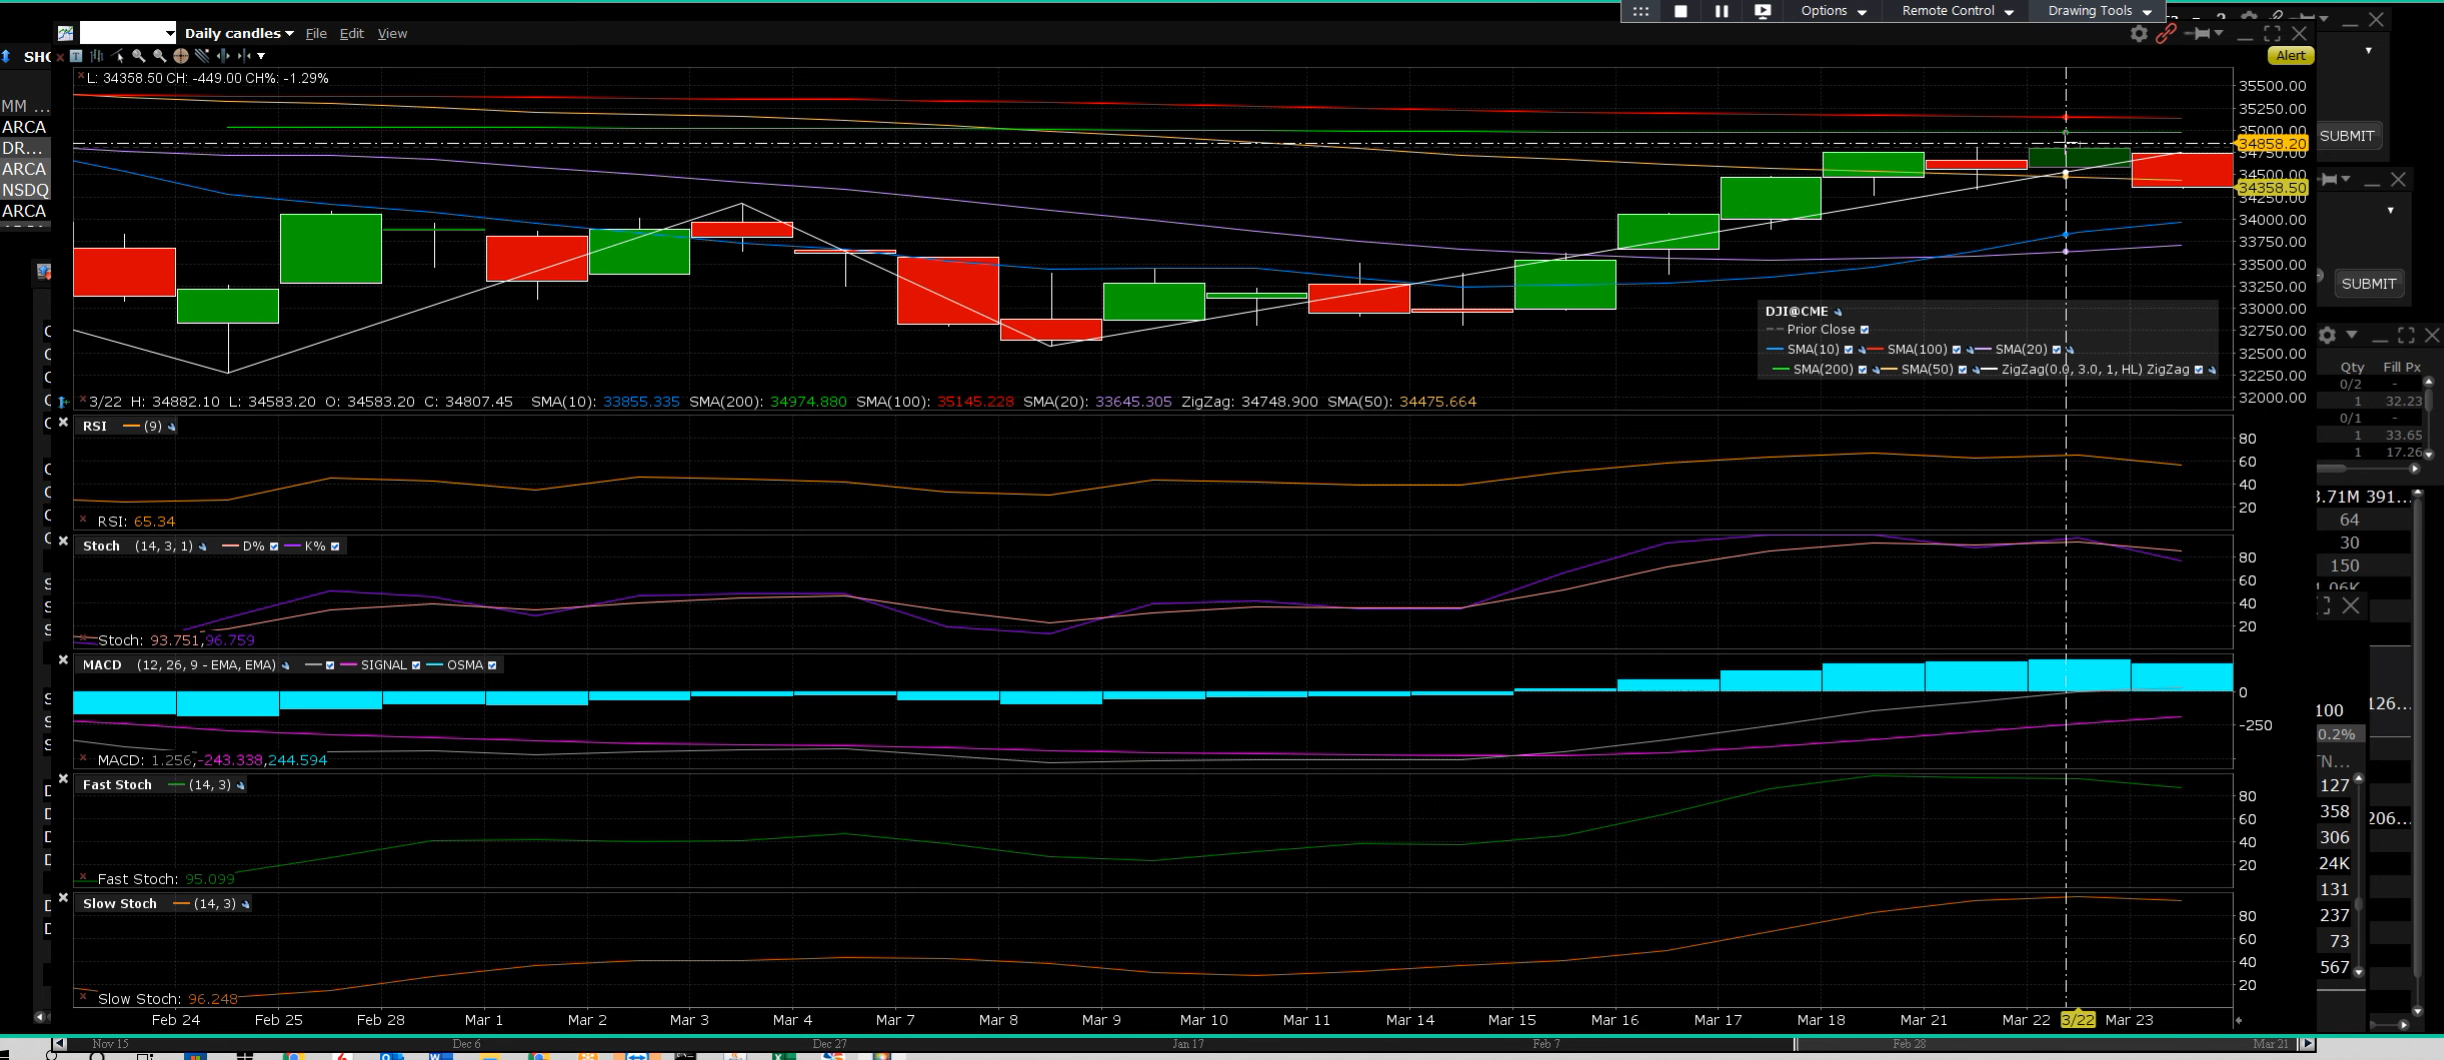 Options Remote Control Drawing Tools
Daily candles File Edit View
Alert
L: 34358.50 CH: -449.00 CH%: -1.29%
35500.00
35250.00
35000.00
34858.20
34750.00
34500.00
34358.50
34250.00
34000.00
33750.00
33500.00
33250.00
33000.00
32750.00
32500.00
32250.00
32000.00
DJI@CME
Prior Close
SMA(10) SMA(100) SMA(20)
SMA(200) SMA(50) ZigZag(0.0, 3.0, 1, HL) ZigZag
3/22 H: 34882.10 L: 34583.20 O: 34583.20 C: 34807.45 SMA(10): 33855.335 SMA(200): 34974.880 SMA(100): 35145.228 SMA(20): 33645.305 ZigZag: 34748.900 SMA(50): 34475.664
RSI (9)
80
60
40
20
RSI: 65.34
Stoch (14, 3, 1) D% K%
80
60
40
20
Stoch: 93.751,96.759
MACD (12, 26, 9 - EMA, EMA) SIGNAL OSMA
0
-250
MACD: 1.256,-243.338,244.594
Fast Stoch (14, 3)
80
60
40
20
Fast Stoch: 95.099
Slow Stoch (14, 3)
80
60
40
20
Slow Stoch: 96.248
Feb 24 Feb 25 Feb 28 Mar 1 Mar 2 Mar 3 Mar 4 Mar 7 Mar 8 Mar 9 Mar 10 Mar 11 Mar 14 Mar 15 Mar 16 Mar 17 Mar 18 Mar 21 Mar 22 3/22 Mar 23
Nov 15 Dec 6 Dec 27 Jan 17 Feb 7 Feb 28 Mar 21
MM ...
ARCA
DR...
ARCA
NSDQ
ARCA
SUBMIT
SUBMIT
Qty Fill Px
0/2 -
1 32.23
0/1 -
1 33.65
1 17.26
3.71M 391...
64
30
150
100 126...
0.2%
127
358 206...
306
24K
131
237
73
567